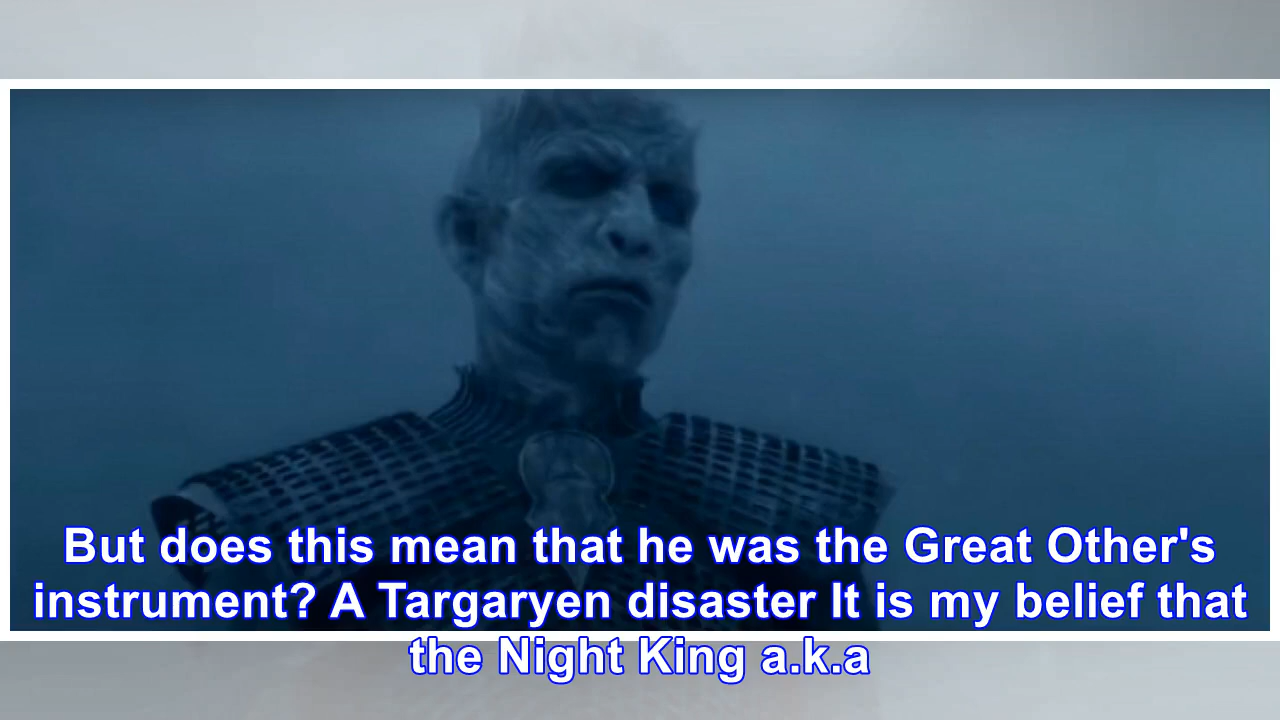 But does this mean that he was the Great Other's
instrument? A Targaryen disaster It is my belief that
the Night King a.k.a